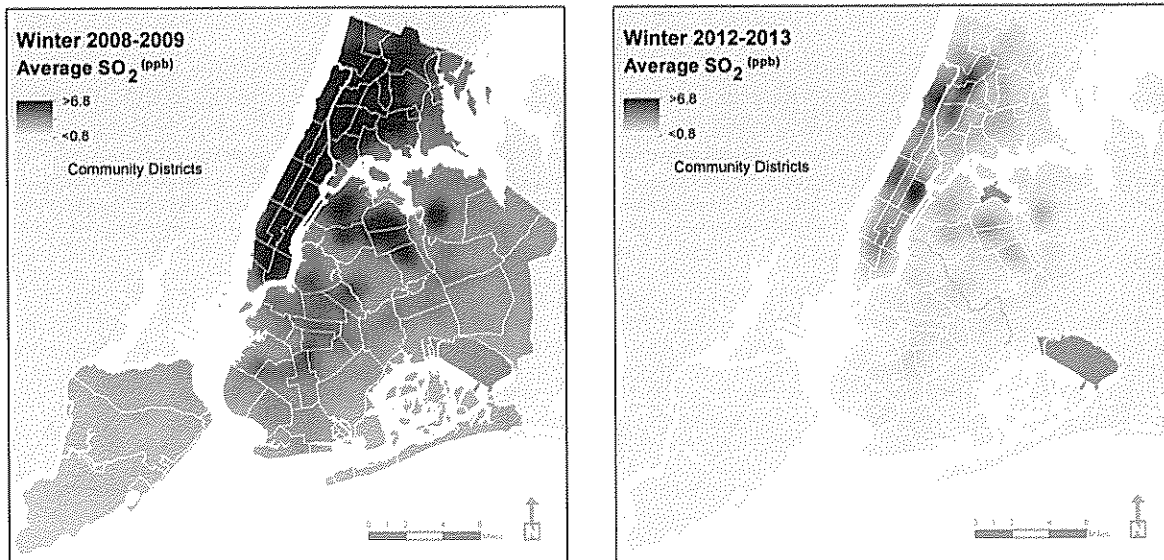 Winter 2008-2009
Average SO2 (ppb)
>6.8
<0.8
Community Districts
N
Winter 2012-2013
Average SO2 (ppb)
>6.8
<0.8
Community Districts
N